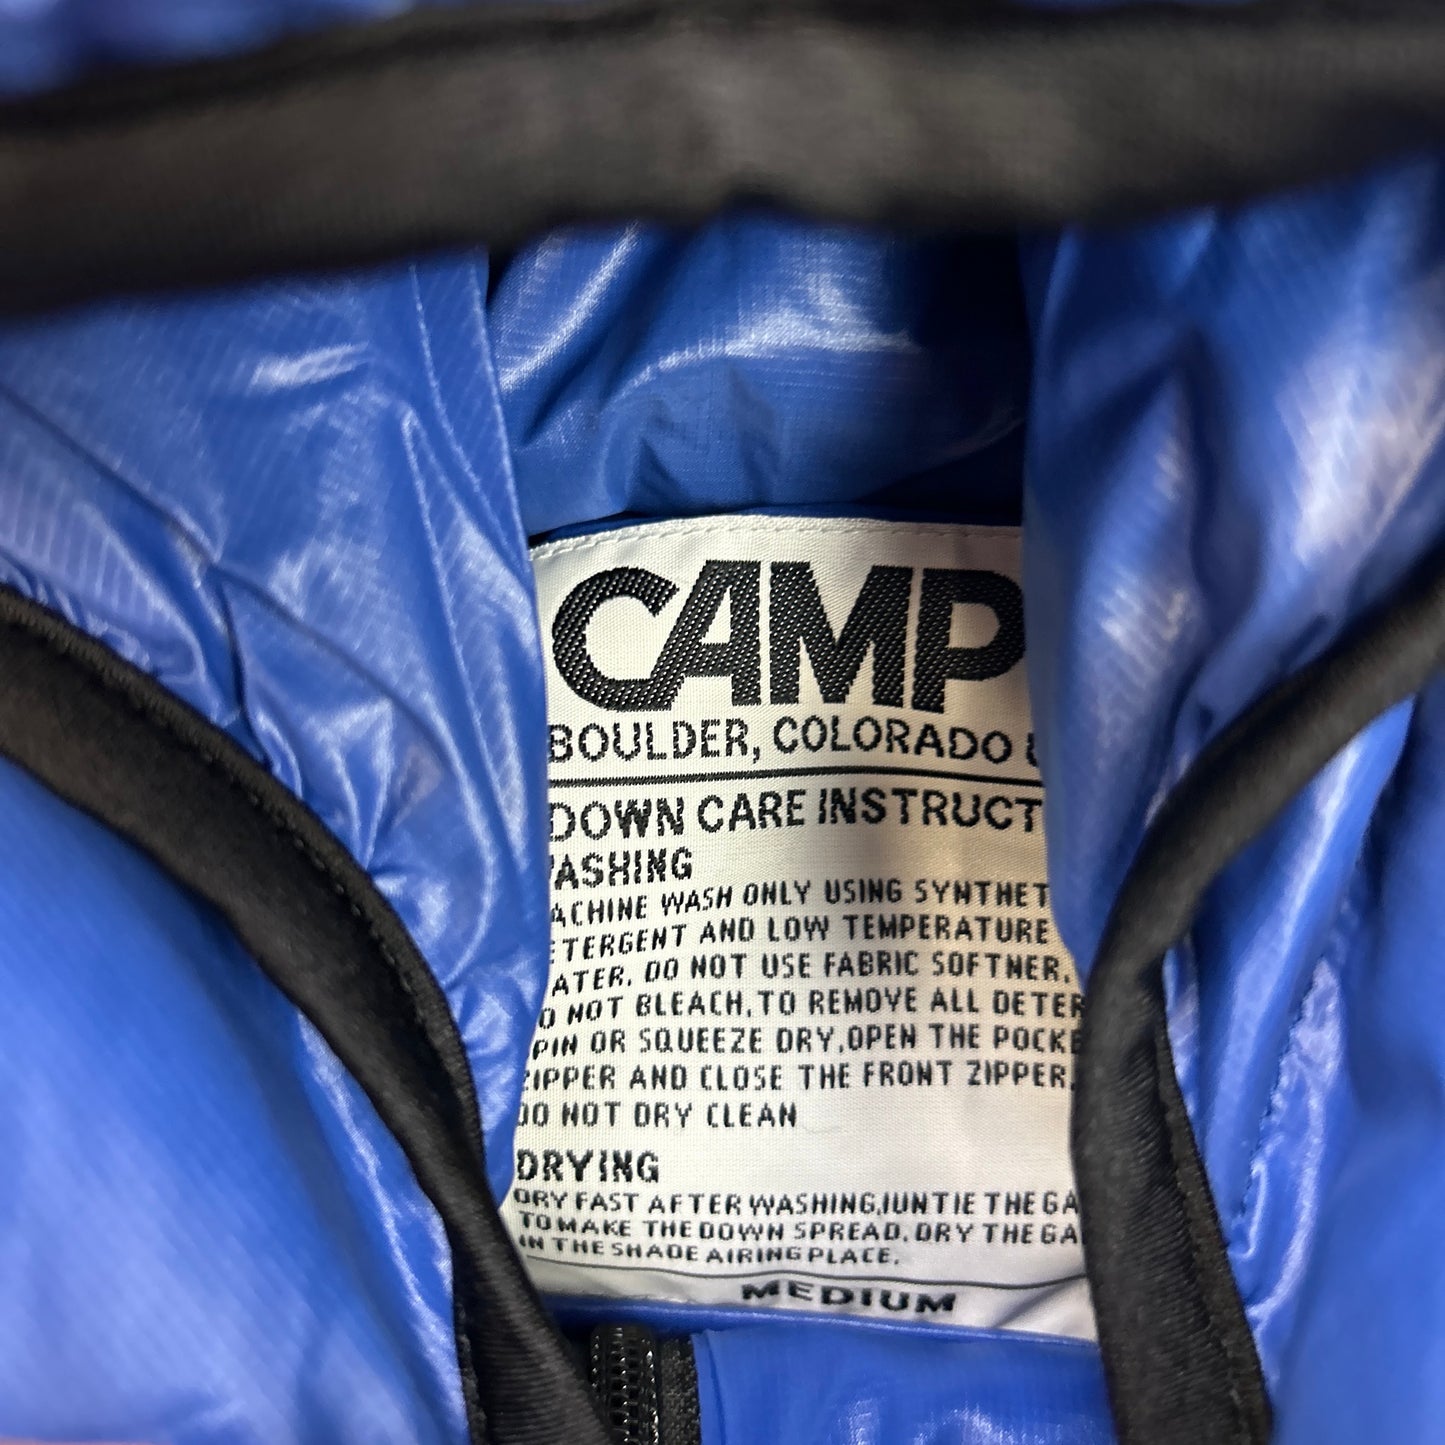 CAMP
BOULDER, COLORADO
DOWN CARE INSTRUCT
ASHING
ACHINE WASH ONLY USING SYNTHET
ETERGENT AND LOW TEMPERATURE
ATER. DO NOT USE FABRIC SOFTNER.
O NOT BLEACH,TO REMOVE ALL DETER
PIN OR SQUEEZE DRY,OPEN THE POCKE
IPPER AND CLOSE THE FRONT ZIPPER.
DO NOT DRY CLEAN
DRYING
DRY FAST AFTER WASHING,IUNTIE THE GA
TO MAKE THE DOWN SPREAD. DRY THE GA
IN THE SHADE AIRING PLACE.
MEDIUM